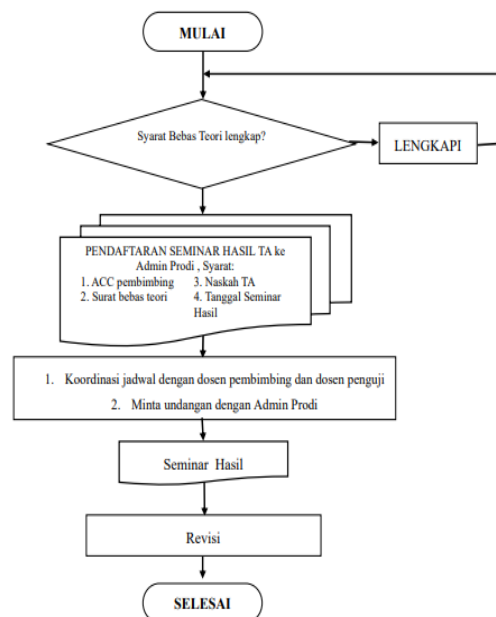 MULAI
Syarat Bebas Teori lengkap?
LENGKAPI
PENDAFTARAN SEMINAR HASIL TA ke
Admin Prodi , Syarat:
1. ACC pembimbing
2. Surat bebas teori
3. Naskah TA
4. Tanggal Seminar
Hasil
1. Koordinasi jadwal dengan dosen pembimbing dan dosen penguji
2. Minta undangan dengan Admin Prodi
Seminar Hasil
Revisi
SELESAI